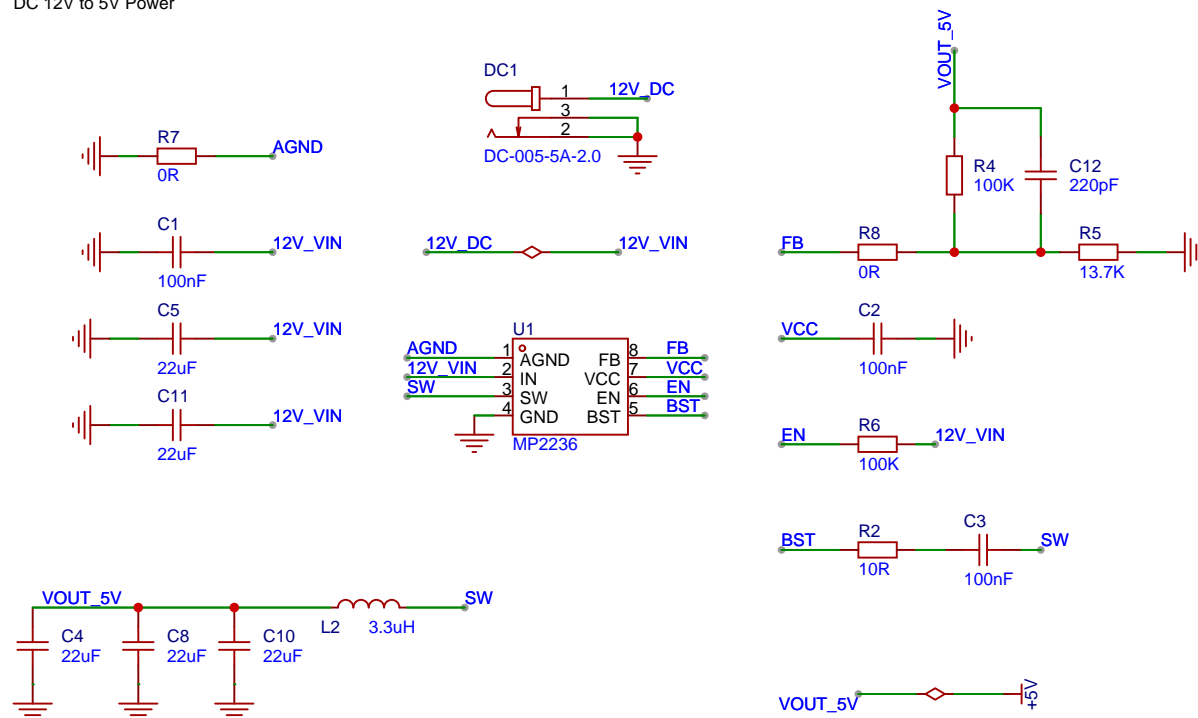 DC 12V to 5V Power
DC1
1
12V_DC
3
2
DC-005-5A-2.0
VOUT_5V
R4
100K
C12
220pF
R7
AGND
0R
C1
12V_VIN
100nF
12V_DC
12V_VIN
FB
R8
0R
R5
13.7K
C5
12V_VIN
22uF
C11
12V_VIN
22uF
U1
AGND
1
AGND
FB
8
FB
12V_VIN
2
IN
VCC
7
VCC
SW
3
SW
EN
6
EN
4
GND
BST
5
BST
MP2236
VCC
C2
100nF
EN
R6
12V_VIN
100K
BST
R2
10R
C3
SW
100nF
VOUT_5V
SW
L2
3.3uH
C4
22uF
C8
22uF
C10
22uF
VOUT_5V
+5V